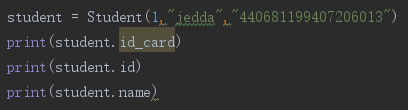 student = Student(1,"jedda","440681199407206013")
print(student.id_card)
print(student.id)
print(student.name)